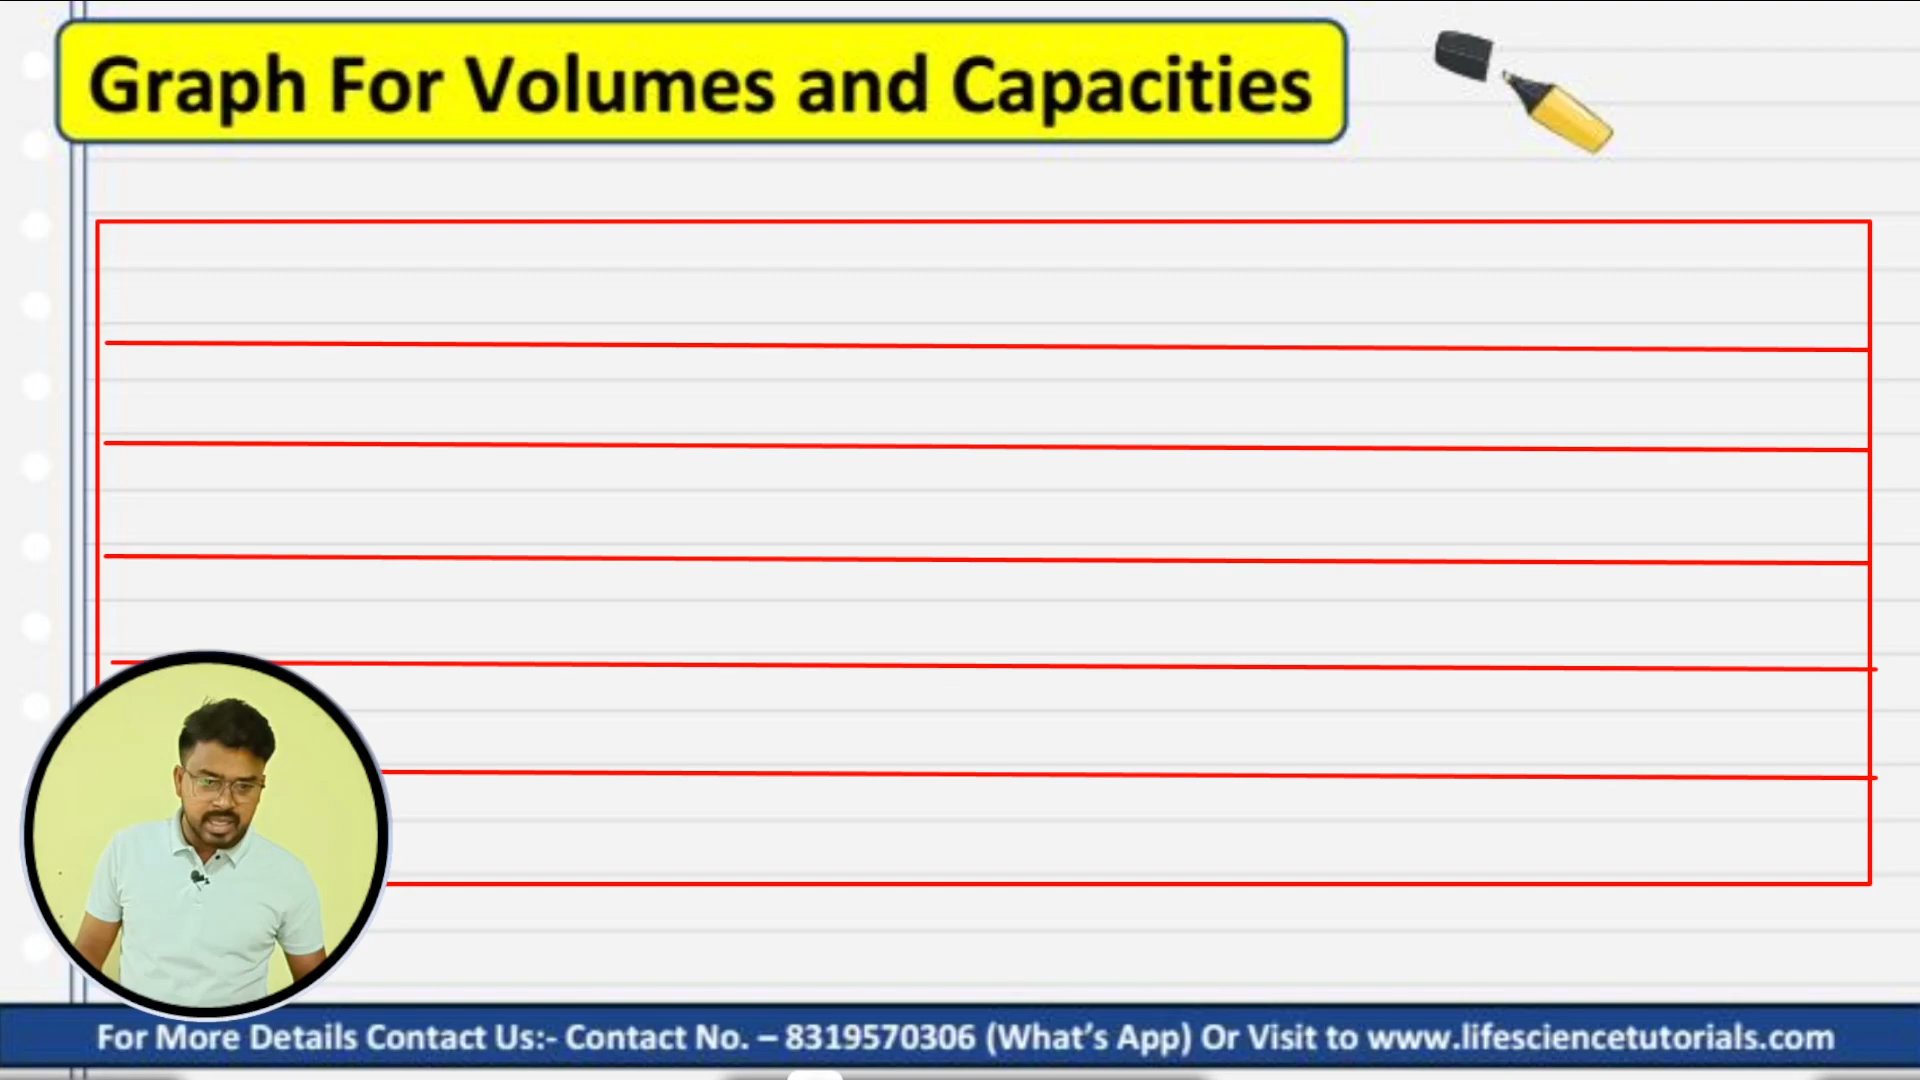 Graph For Volumes and Capacities
For More Details Contact Us:- Contact No. – 8319570306 (What's App) Or Visit to www.lifesciencetutorials.com